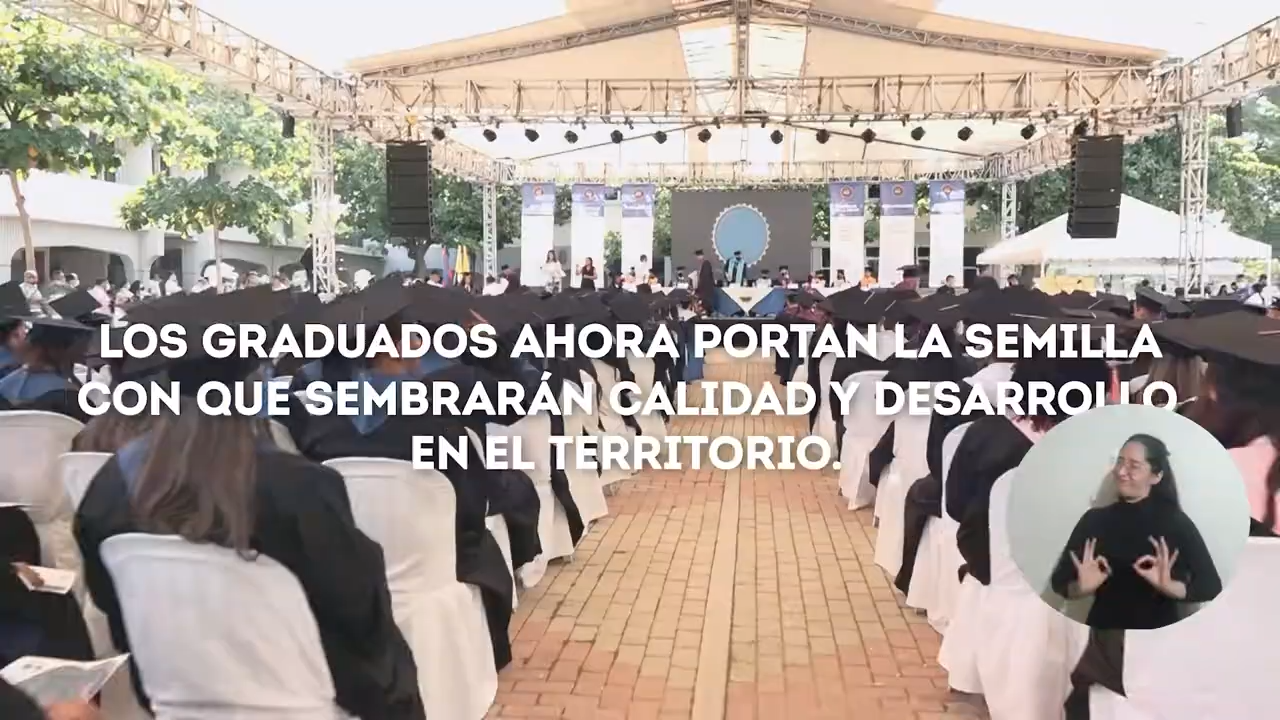 LOS GRADUADOS AHORA PORTAN LA SEMILLA
CON QUE SEMBRARÁN CALIDAD Y DESARROLLO
EN EL TERRITORIO.